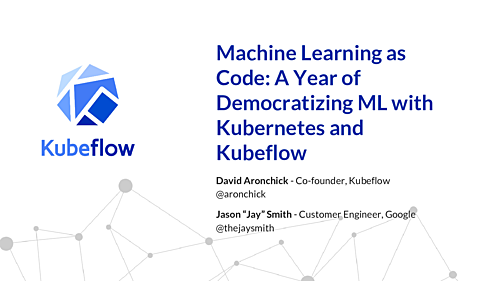 Kubeflow
Machine Learning as
Code: A Year of
Democratizing ML with
Kubernetes and
Kubeflow
David Aronchick - Co-founder, Kubeflow
@aronchick
Jason "Jay" Smith - Customer Engineer, Google
@thejaysmith